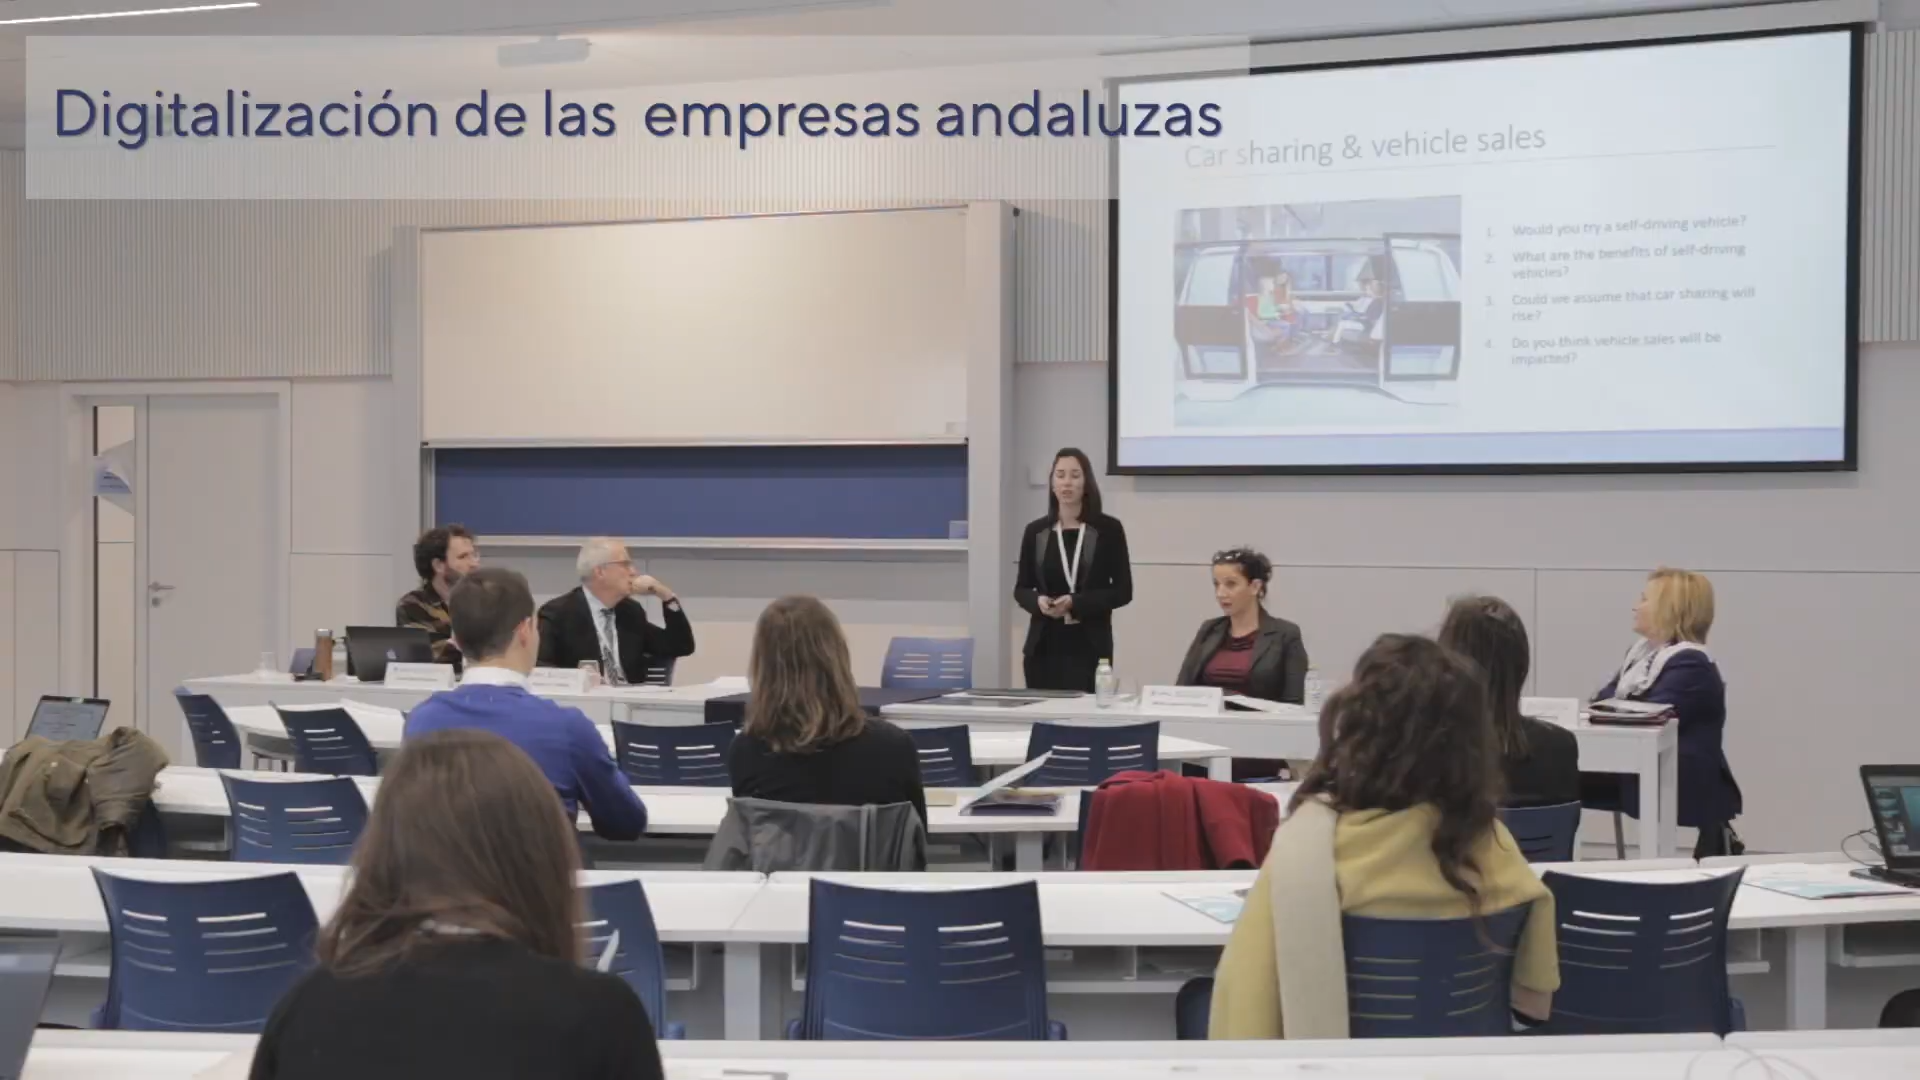 Digitalización de las empresas andaluzas
Car sharing & vehicle sales
1. Would you try a self-driving vehicle?
2. What are the benefits of self-driving
vehicles?
3. Could we assume that car sharing will
rise?
4. Do you think vehicle sales will be
impacted?